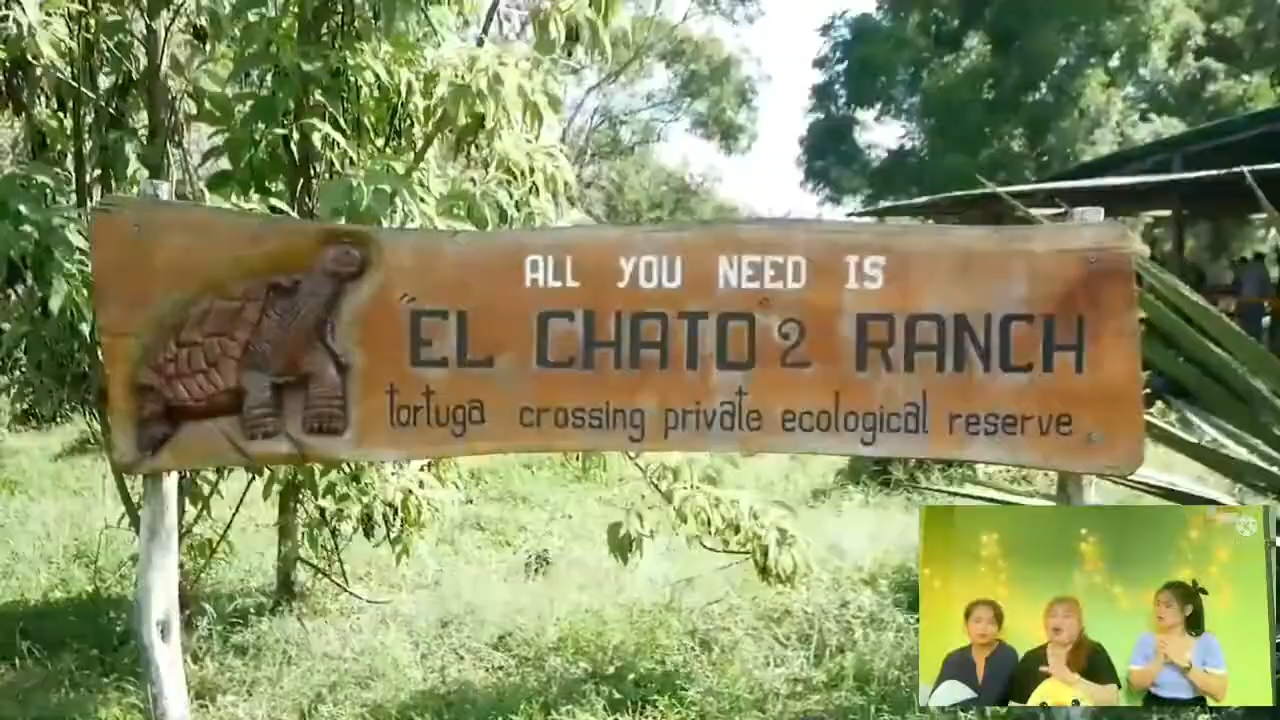 ALL YOU NEED IS
"EL CHATO" 2 RANCH
tortuga crossing private ecological reserve